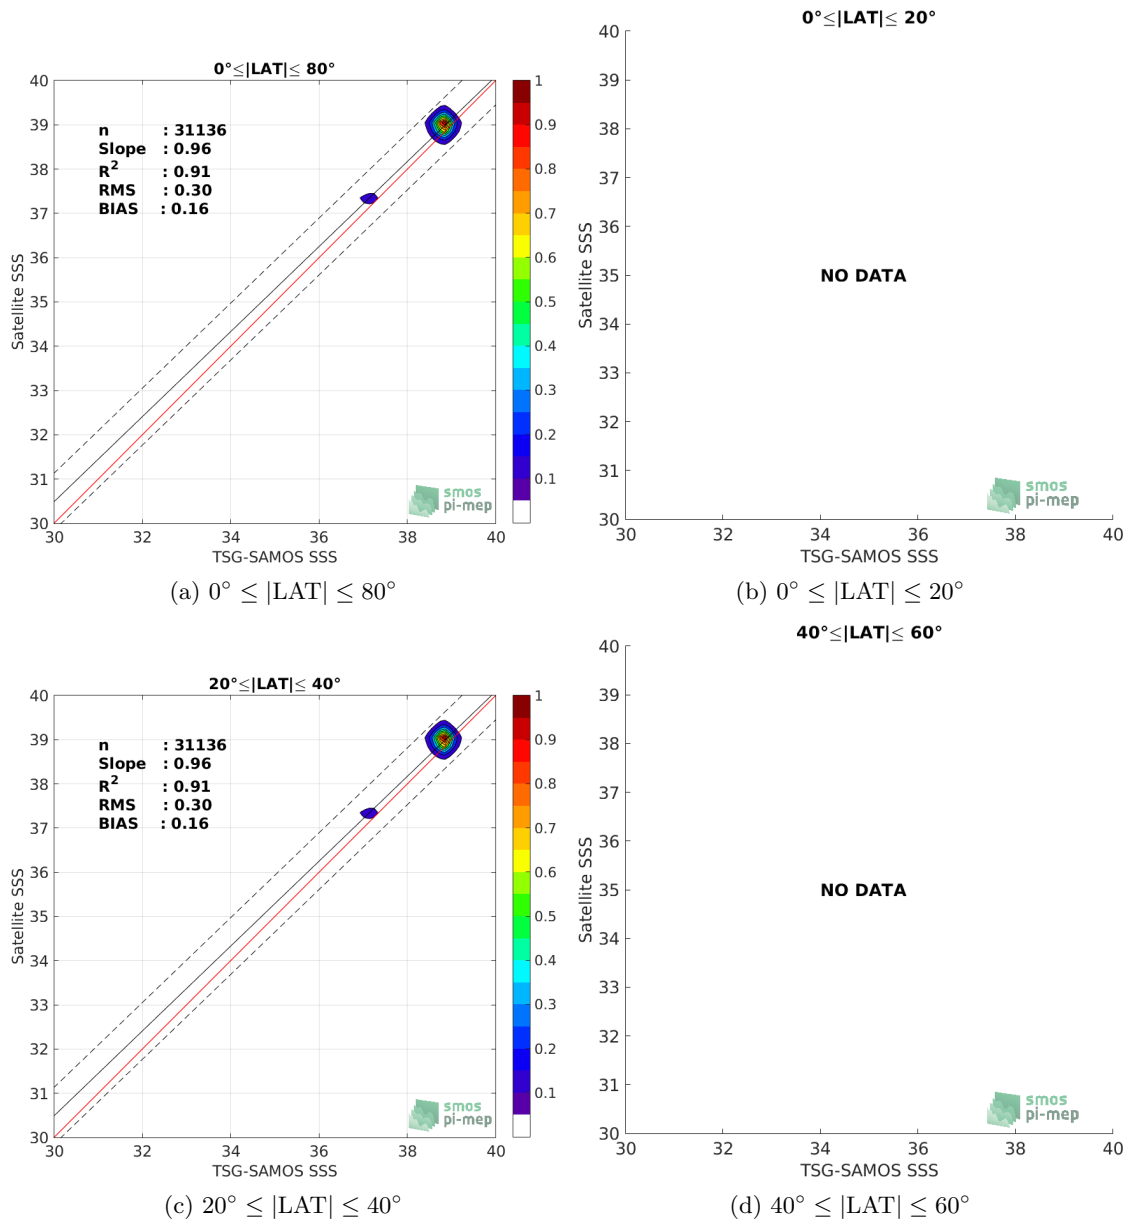 0°≤|LAT|≤ 80°
40
39
38
37
36
35
34
33
32
31
30
Satellite SSS
n : 31136
Slope : 0.96
R2 : 0.91
RMS : 0.30
BIAS : 0.16
smos
pi-mep
30 32 34 36 38 40
TSG-SAMOS SSS
1
0.9
0.8
0.7
0.6
0.5
0.4
0.3
0.2
0.1
(a) 0° ≤ |LAT| ≤ 80°
0°≤|LAT|≤ 20°
40
39
38
37
36
35
34
33
32
31
30
Satellite SSS
NO DATA
smos
pi-mep
30 32 34 36 38 40
TSG-SAMOS SSS
(b) 0° ≤ |LAT| ≤ 20°
20°≤|LAT|≤ 40°
40
39
38
37
36
35
34
33
32
31
30
Satellite SSS
n : 31136
Slope : 0.96
R2 : 0.91
RMS : 0.30
BIAS : 0.16
smos
pi-mep
30 32 34 36 38 40
TSG-SAMOS SSS
1
0.9
0.8
0.7
0.6
0.5
0.4
0.3
0.2
0.1
(c) 20° ≤ |LAT| ≤ 40°
40°≤|LAT|≤ 60°
40
39
38
37
36
35
34
33
32
31
30
Satellite SSS
NO DATA
smos
pi-mep
30 32 34 36 38 40
TSG-SAMOS SSS
(d) 40° ≤ |LAT| ≤ 60°